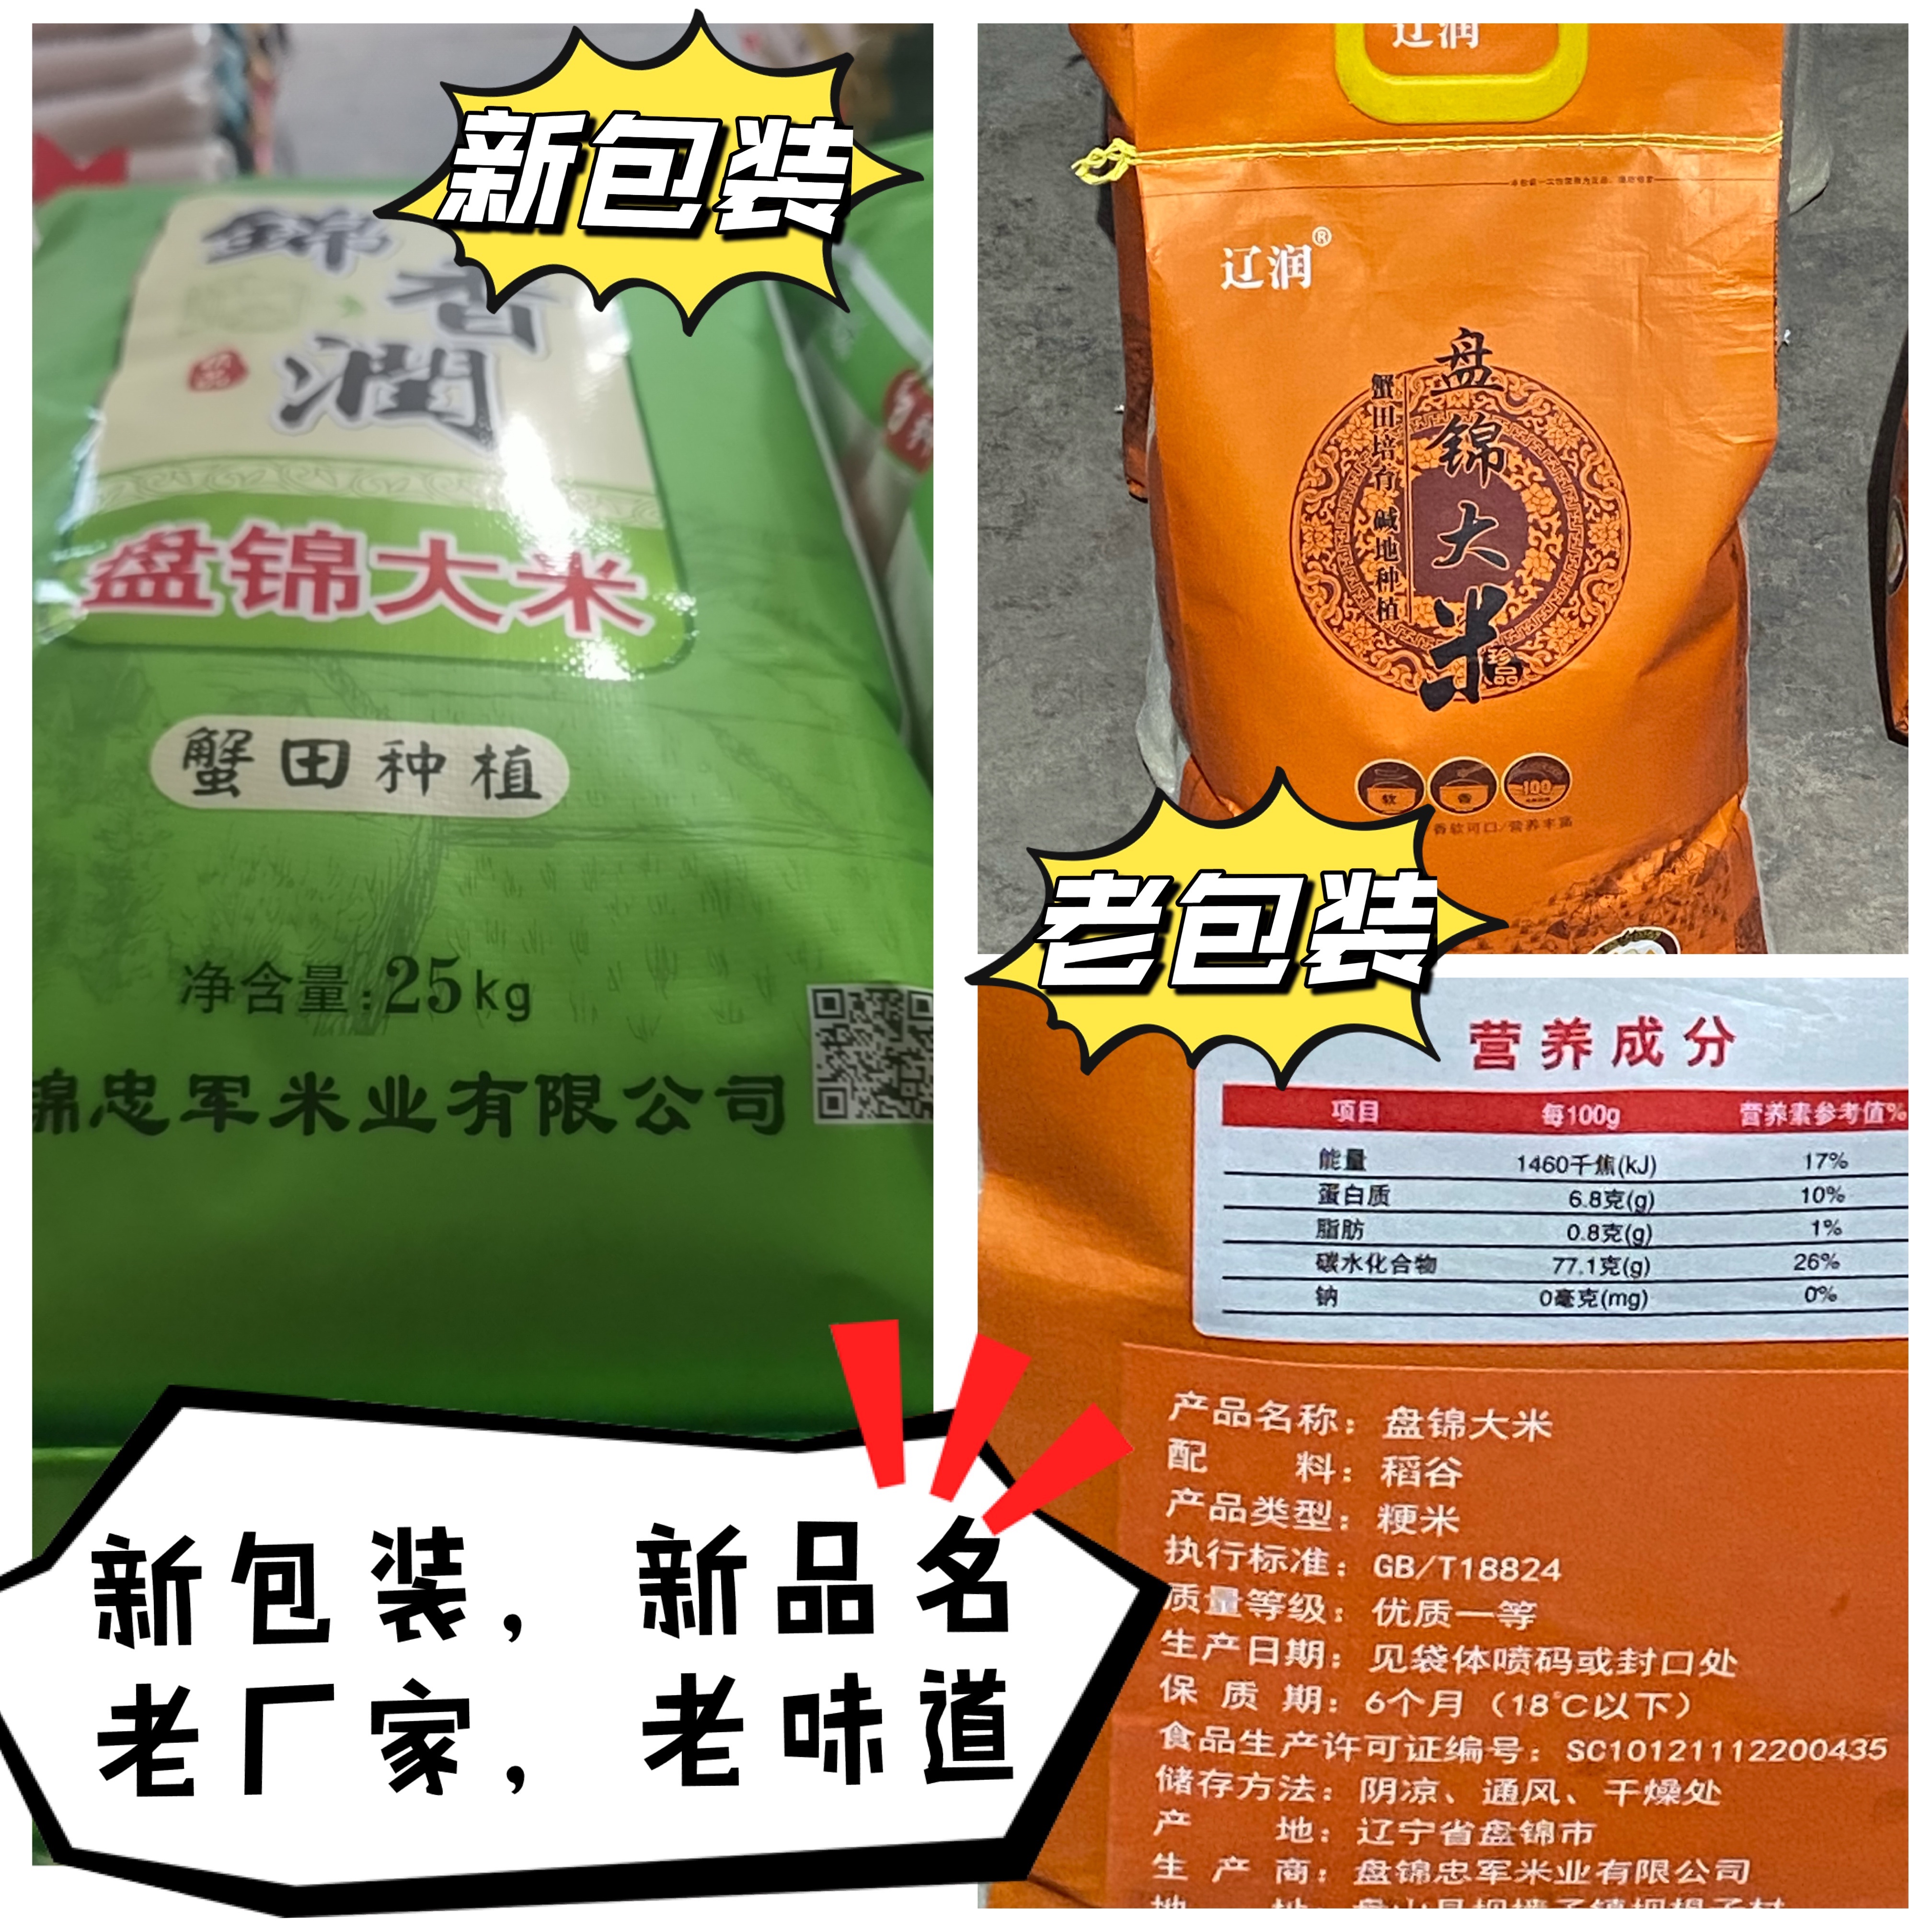 新包装
錦香潤
盘锦大米
蟹田种植
净含量:25kg
锦忠军米业有限公司
辽润
辽润®
盘锦大米
蟹田培育 碱地种植
珍品
软 香 100
香软可口/营养丰富
老包装
营养成分
项目 每100g 营养素参考值%
能量 1460千焦(kJ) 17%
蛋白质 6.8克(g) 10%
脂肪 0.8克(g) 1%
碳水化合物 77.1克(g) 26%
钠 0毫克(mg) 0%
产品名称：盘锦大米
配 料：稻谷
产品类型：粳米
执行标准：GB/T18824
质量等级：优质一等
生产日期：见袋体喷码或封口处
保 质 期：6个月（18℃以下）
食品生产许可证编号：SC10121112200435
储存方法：阴凉、通风、干燥处
产 地：辽宁省盘锦市
生 产 商：盘锦忠军米业有限公司
新包装，新品名
老厂家，老味道